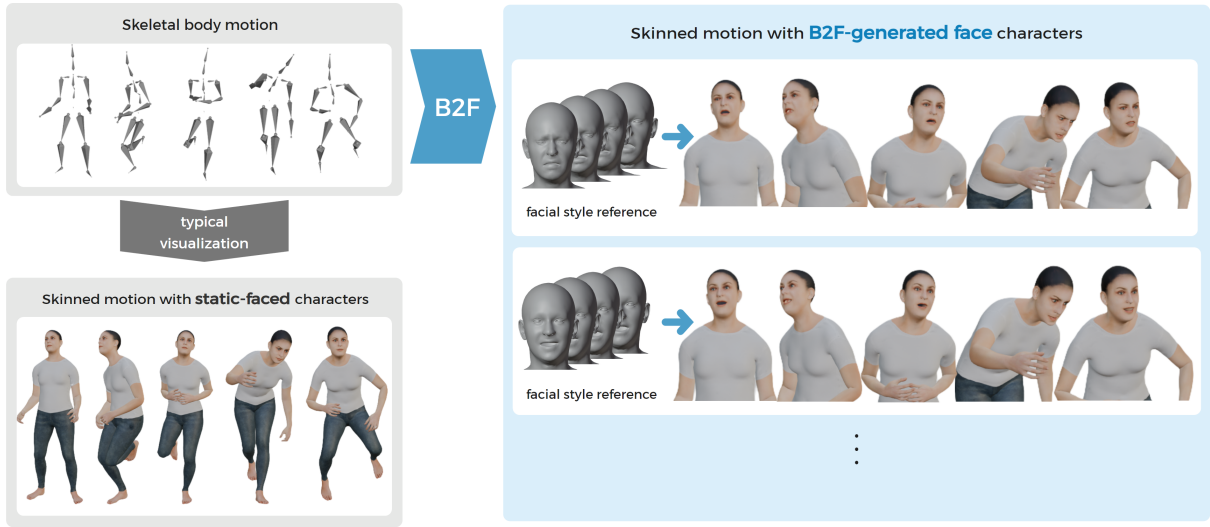 Skeletal body motion
B2F
typical
visualization
Skinned motion with static-faced characters
Skinned motion with B2F-generated face characters
facial style reference
facial style reference